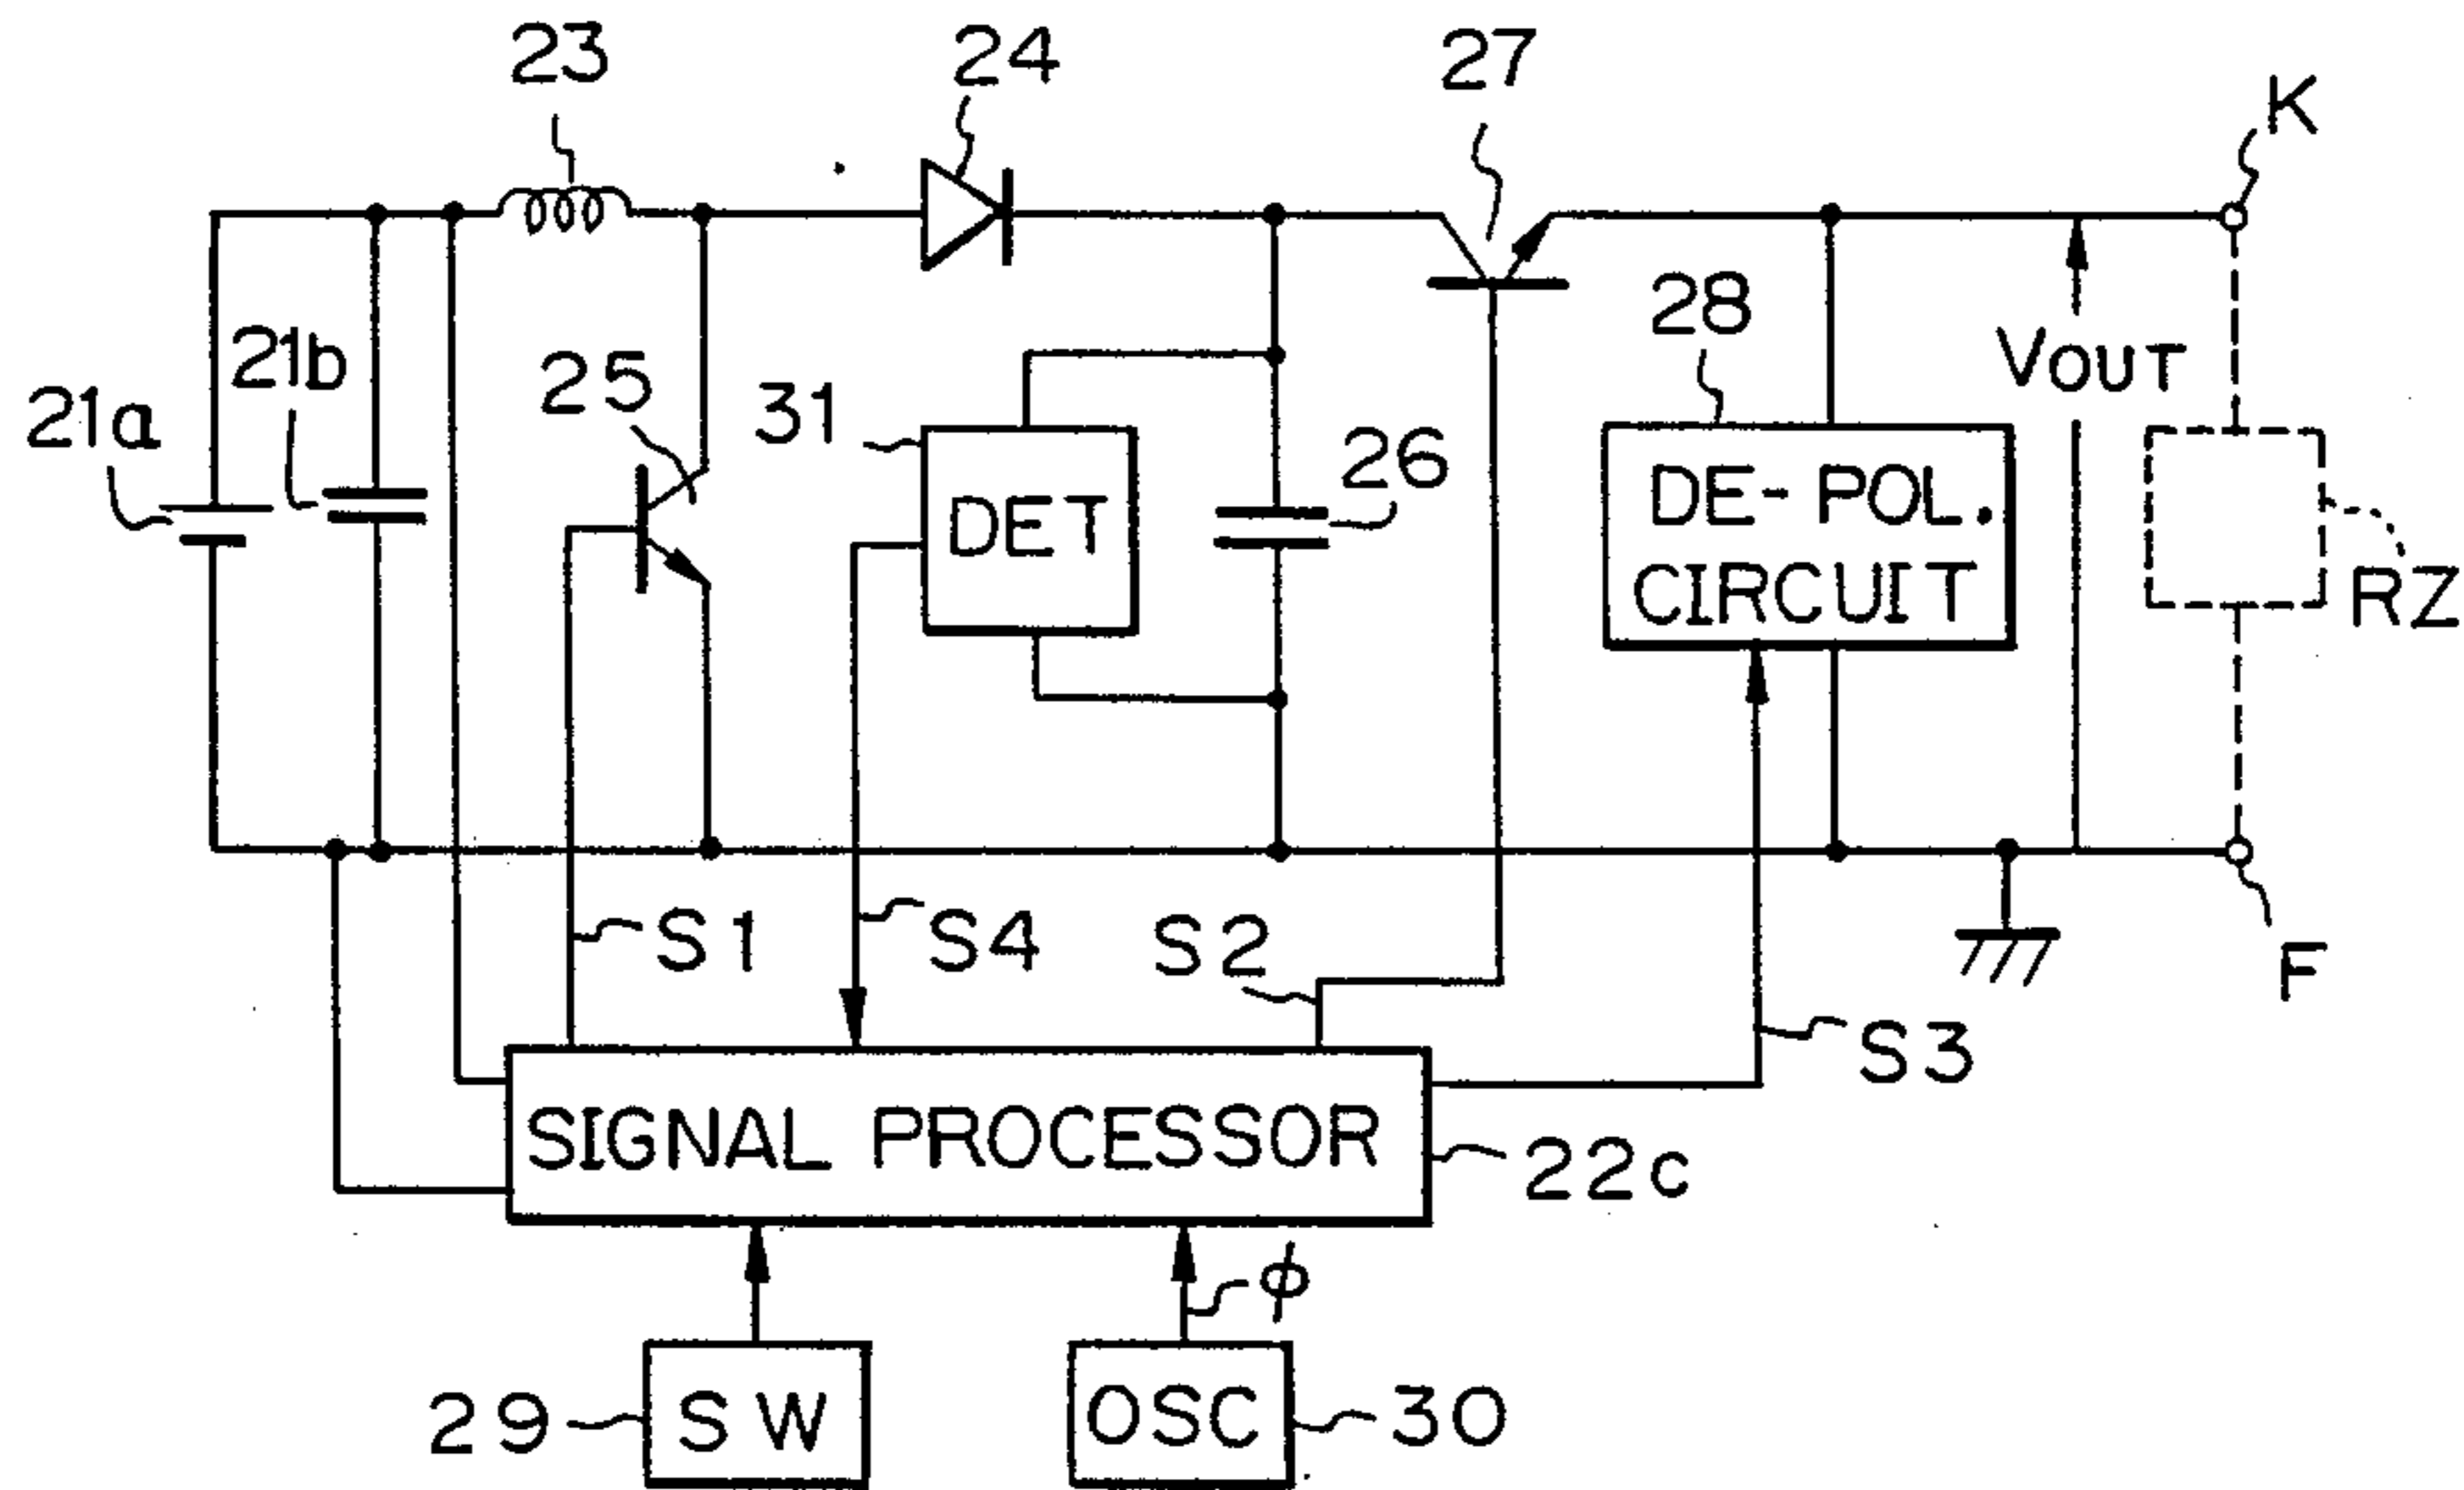 23
24
27
K
21a
21b
25
31
DET
26
28
DE-POL.
CIRCUIT
VOUT
RZ
S1
S4
S2
S3
F
SIGNAL PROCESSOR
22c
29
SW
OSC
ϕ
30